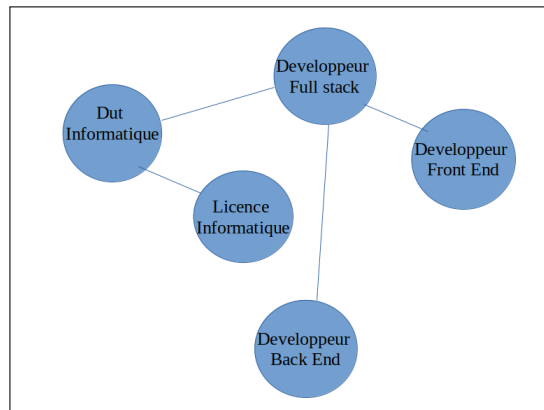 Developpeur
Full stack
Dut
Informatique
Developpeur
Front End
Licence
Informatique
Developpeur
Back End